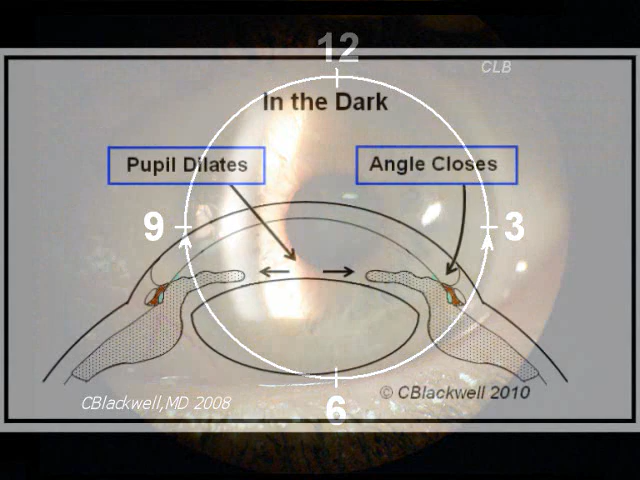 12
CLB
In the Dark
Pupil Dilates
Angle Closes
9
3
CBlackwell,MD 2008
6
© CBlackwell 2010